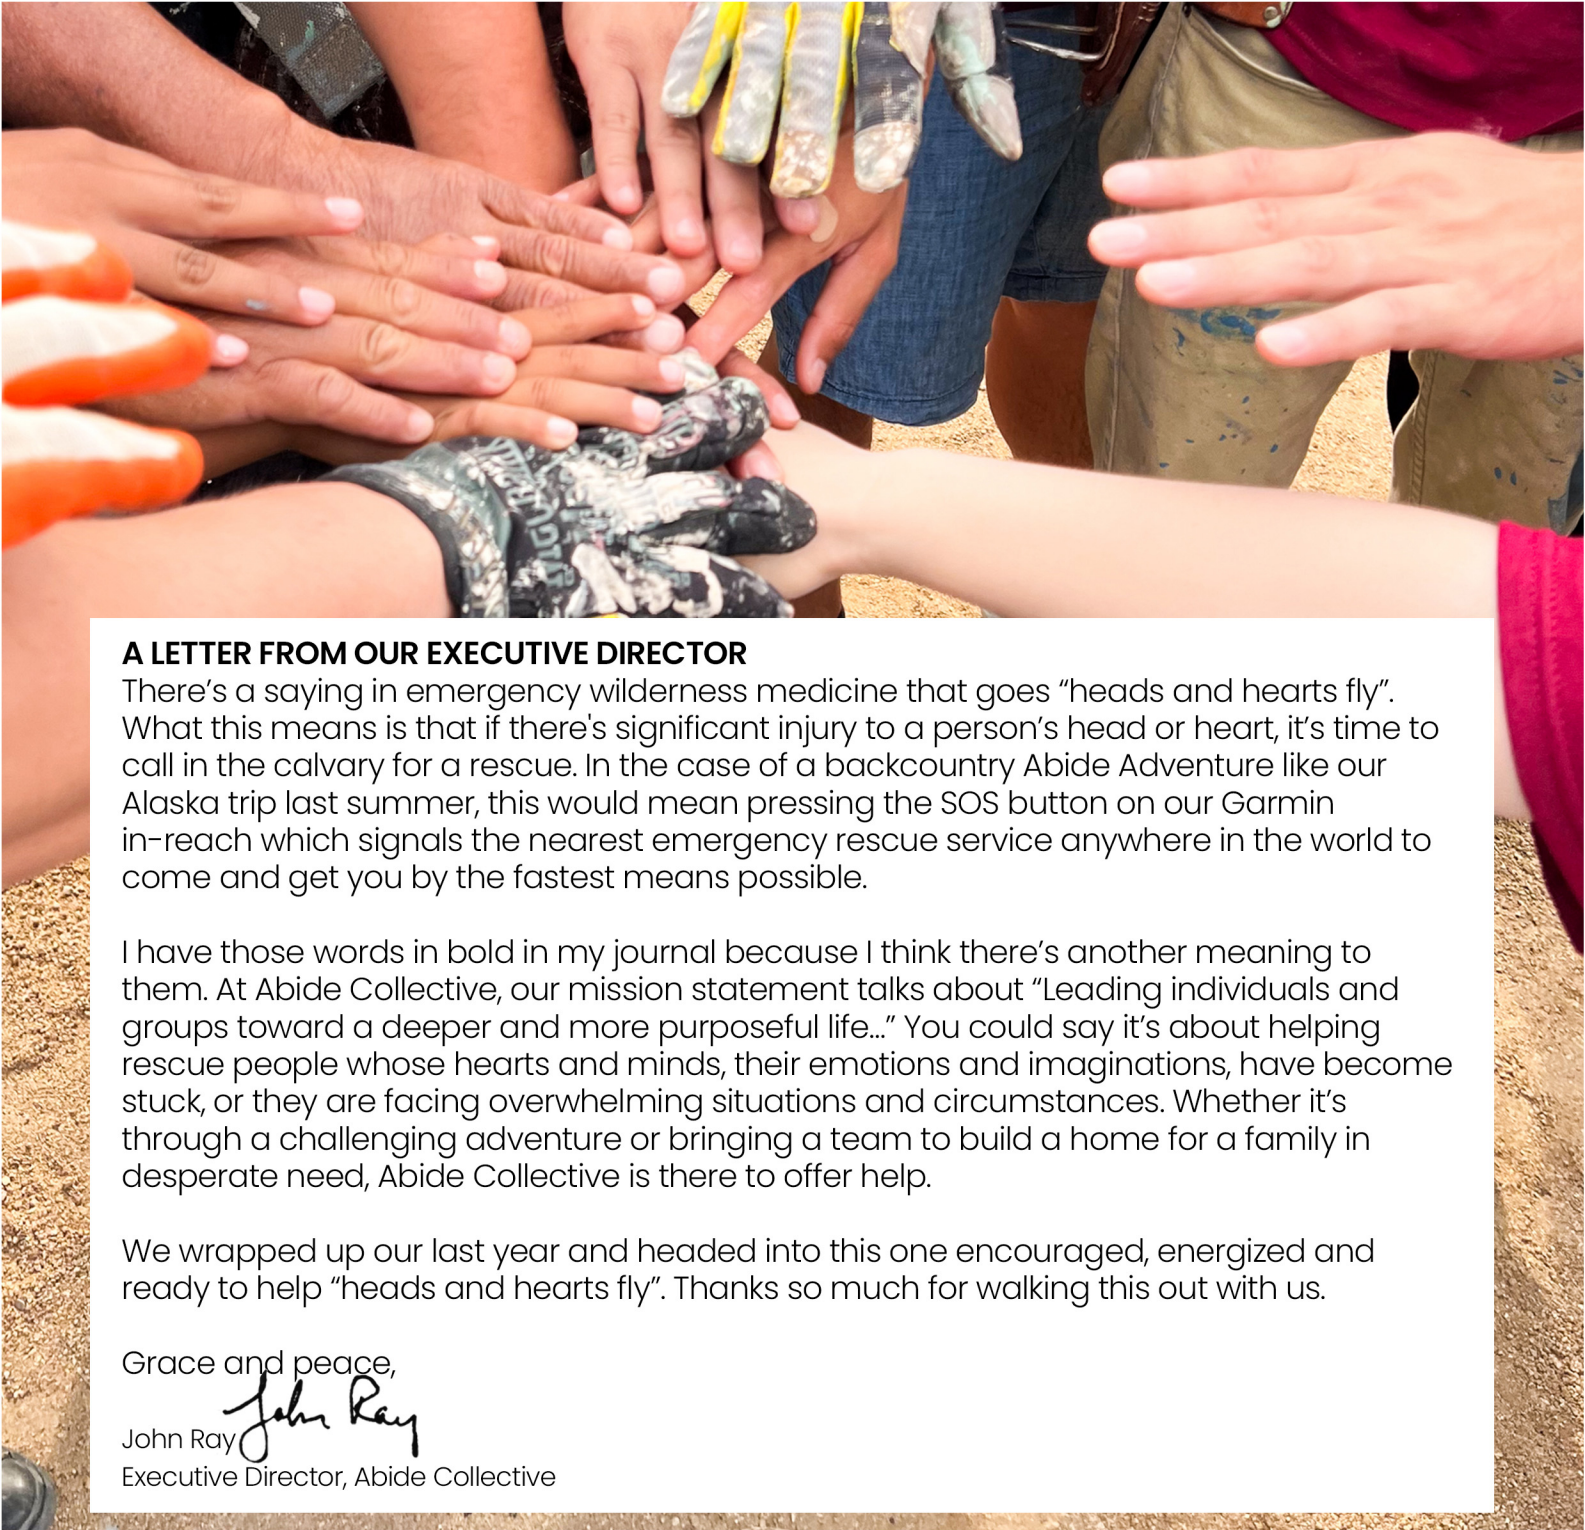 A LETTER FROM OUR EXECUTIVE DIRECTOR
There’s a saying in emergency wilderness medicine that goes “heads and hearts fly”.
What this means is that if there's significant injury to a person’s head or heart, it’s time to
call in the calvary for a rescue. In the case of a backcountry Abide Adventure like our
Alaska trip last summer, this would mean pressing the SOS button on our Garmin
in-reach which signals the nearest emergency rescue service anywhere in the world to
come and get you by the fastest means possible.
I have those words in bold in my journal because I think there’s another meaning to
them. At Abide Collective, our mission statement talks about “Leading individuals and
groups toward a deeper and more purposeful life...” You could say it’s about helping
rescue people whose hearts and minds, their emotions and imaginations, have become
stuck, or they are facing overwhelming situations and circumstances. Whether it’s
through a challenging adventure or bringing a team to build a home for a family in
desperate need, Abide Collective is there to offer help.
We wrapped up our last year and headed into this one encouraged, energized and
ready to help “heads and hearts fly”. Thanks so much for walking this out with us.
Grace and peace,
John Ray
John Ray
Executive Director, Abide Collective